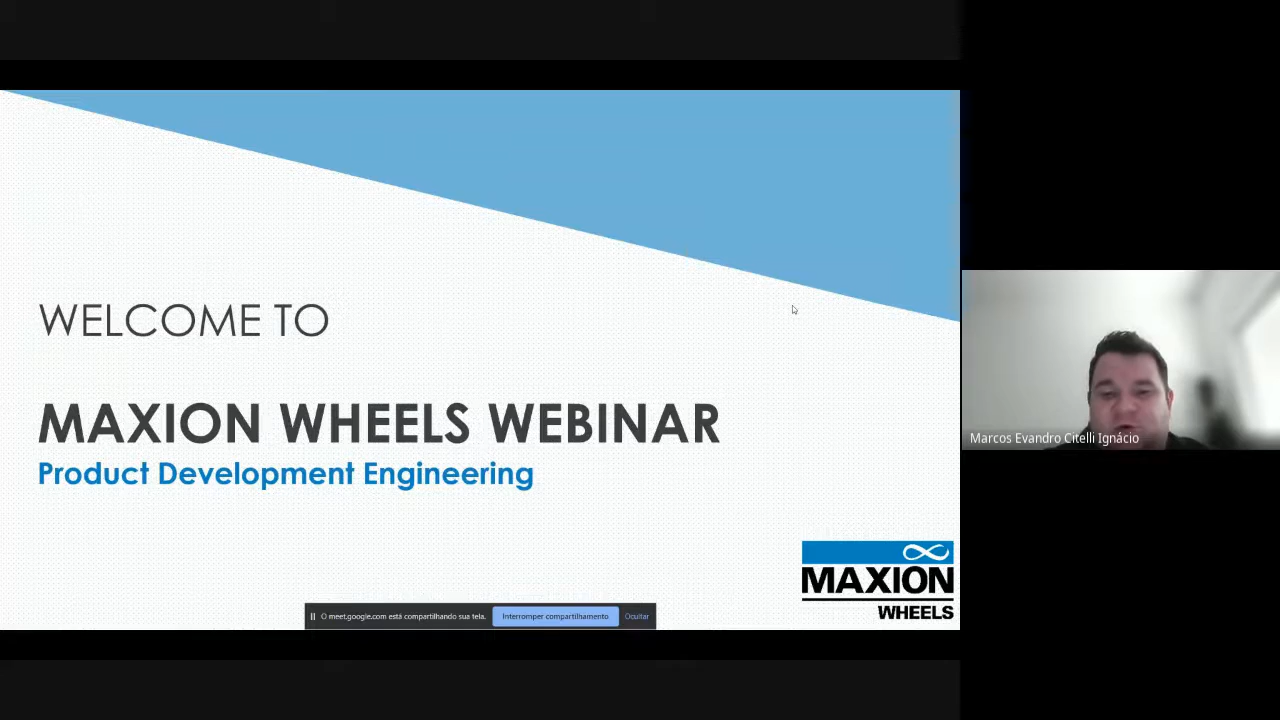 WELCOME TO
MAXION WHEELS WEBINAR
Product Development Engineering
MAXION
WHEELS
O meet.google.com está compartilhando sua tela. Interromper compartilhamento Ocultar
Marcos Evandro Citelli Ignácio